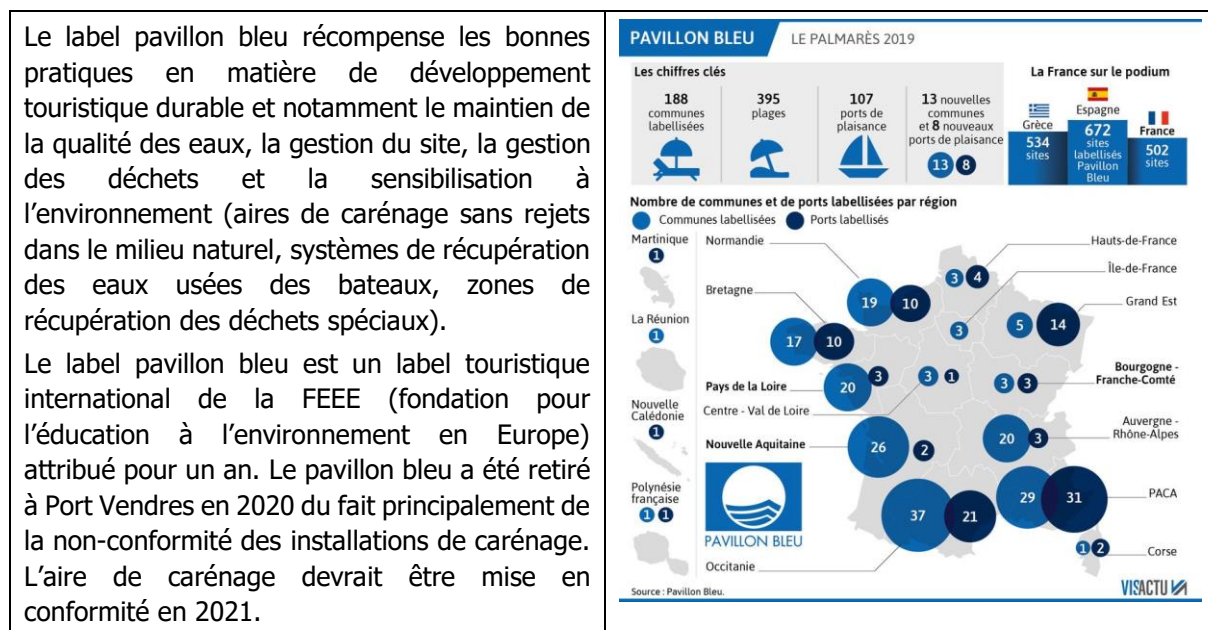 Le label pavillon bleu récompense les bonnes
pratiques en matière de développement
touristique durable et notamment le maintien de
la qualité des eaux, la gestion du site, la gestion
des déchets et la sensibilisation à
l’environnement (aires de carénage sans rejets
dans le milieu naturel, systèmes de récupération
des eaux usées des bateaux, zones de
récupération des déchets spéciaux).
Le label pavillon bleu est un label touristique
international de la FEEE (fondation pour
l’éducation à l’environnement en Europe)
attribué pour un an. Le pavillon bleu a été retiré
à Port Vendres en 2020 du fait principalement de
la non-conformité des installations de carénage.
L’aire de carénage devrait être mise en
conformité en 2021.
PAVILLON BLEU
LE PALMARÈS 2019
Les chiffres clés
188
communes
labellisées
395
plages
107
ports de
plaisance
13 nouvelles
communes
et 8 nouveaux
ports de plaisance
13
8
La France sur le podium
Grèce
534
sites
Espagne
672
sites
labellisés
Pavillon
Bleu
France
502
sites
Nombre de communes et de ports labellisées par région
Communes labellisées
Ports labellisés
Martinique
1
La Réunion
1
Nouvelle
Calédonie
1
Polynésie
française
1
1
Normandie
19
10
Bretagne
17
10
Pays de la Loire
20
3
Centre - Val de Loire
3
1
Nouvelle Aquitaine
26
2
Occitanie
37
21
Hauts-de-France
3
4
Île-de-France
3
Grand Est
5
14
Bourgogne -
Franche-Comté
3
3
Auvergne -
Rhône-Alpes
20
3
PACA
29
31
Corse
1
2
PAVILLON BLEU
Source : Pavillon Bleu.
VISACTU